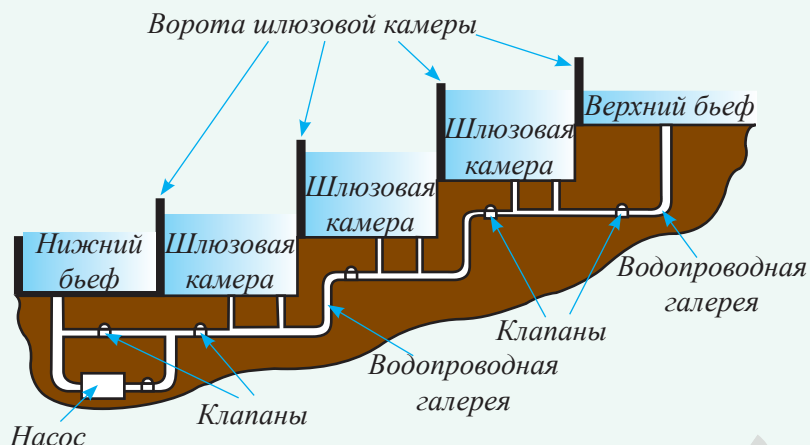 Ворота шлюзовой камеры
Верхний бьеф
Шлюзовая
камера
Шлюзовая
камера
Нижний
бьеф
Шлюзовая
камера
Водопроводная
галерея
Клапаны
Водопроводная
галерея
Клапаны
Насос